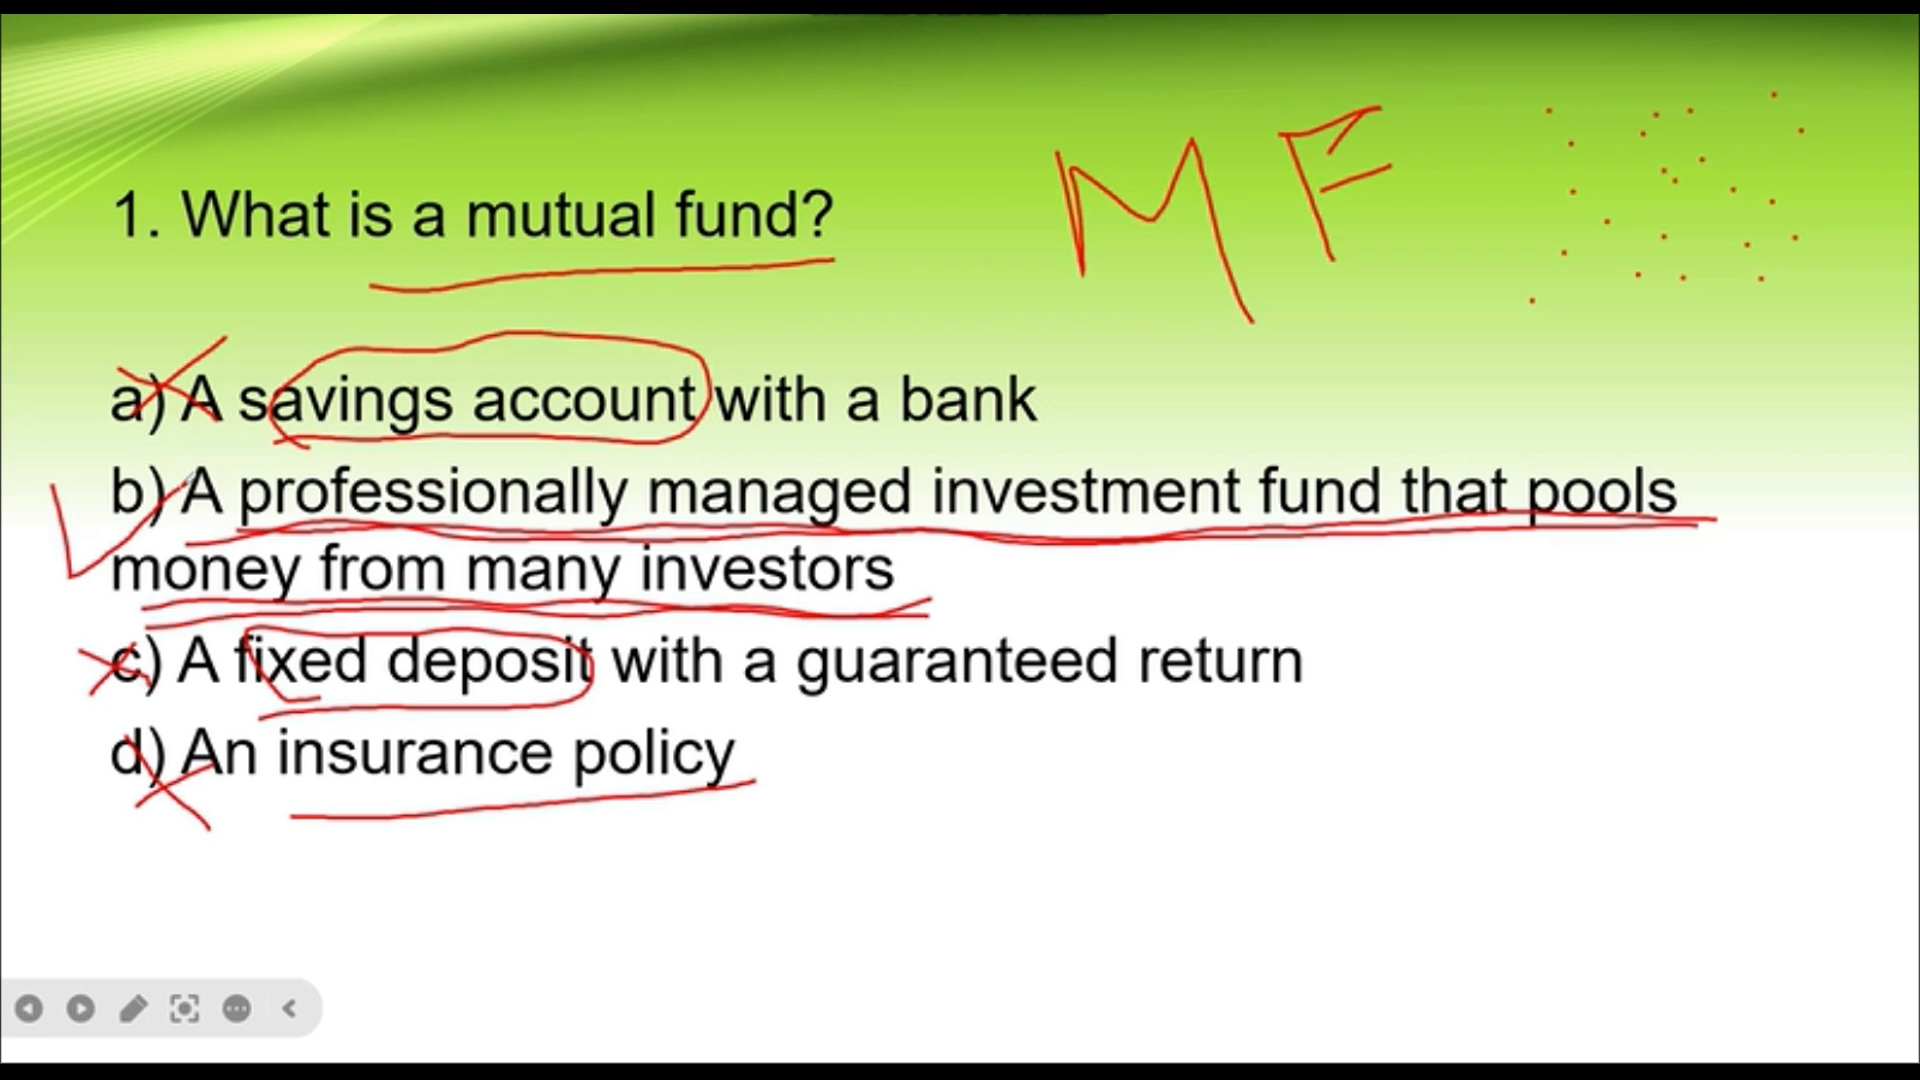 MF
1. What is a mutual fund?
a) A savings account with a bank
b) A professionally managed investment fund that pools
money from many investors
c) A fixed deposit with a guaranteed return
d) An insurance policy